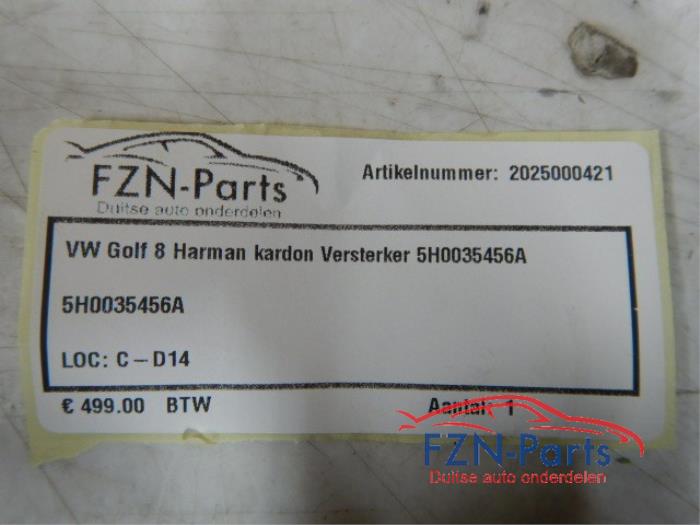 FZN-Parts
Duitse auto onderdelen
Artikelnummer: 2025000421
VW Golf 8 Harman kardon Versterker 5H0035456A
5H0035456A
LOC: C-D14
€ 499.00 BTW
Aantal: 1
FZN-Parts
Duitse auto onderdelen